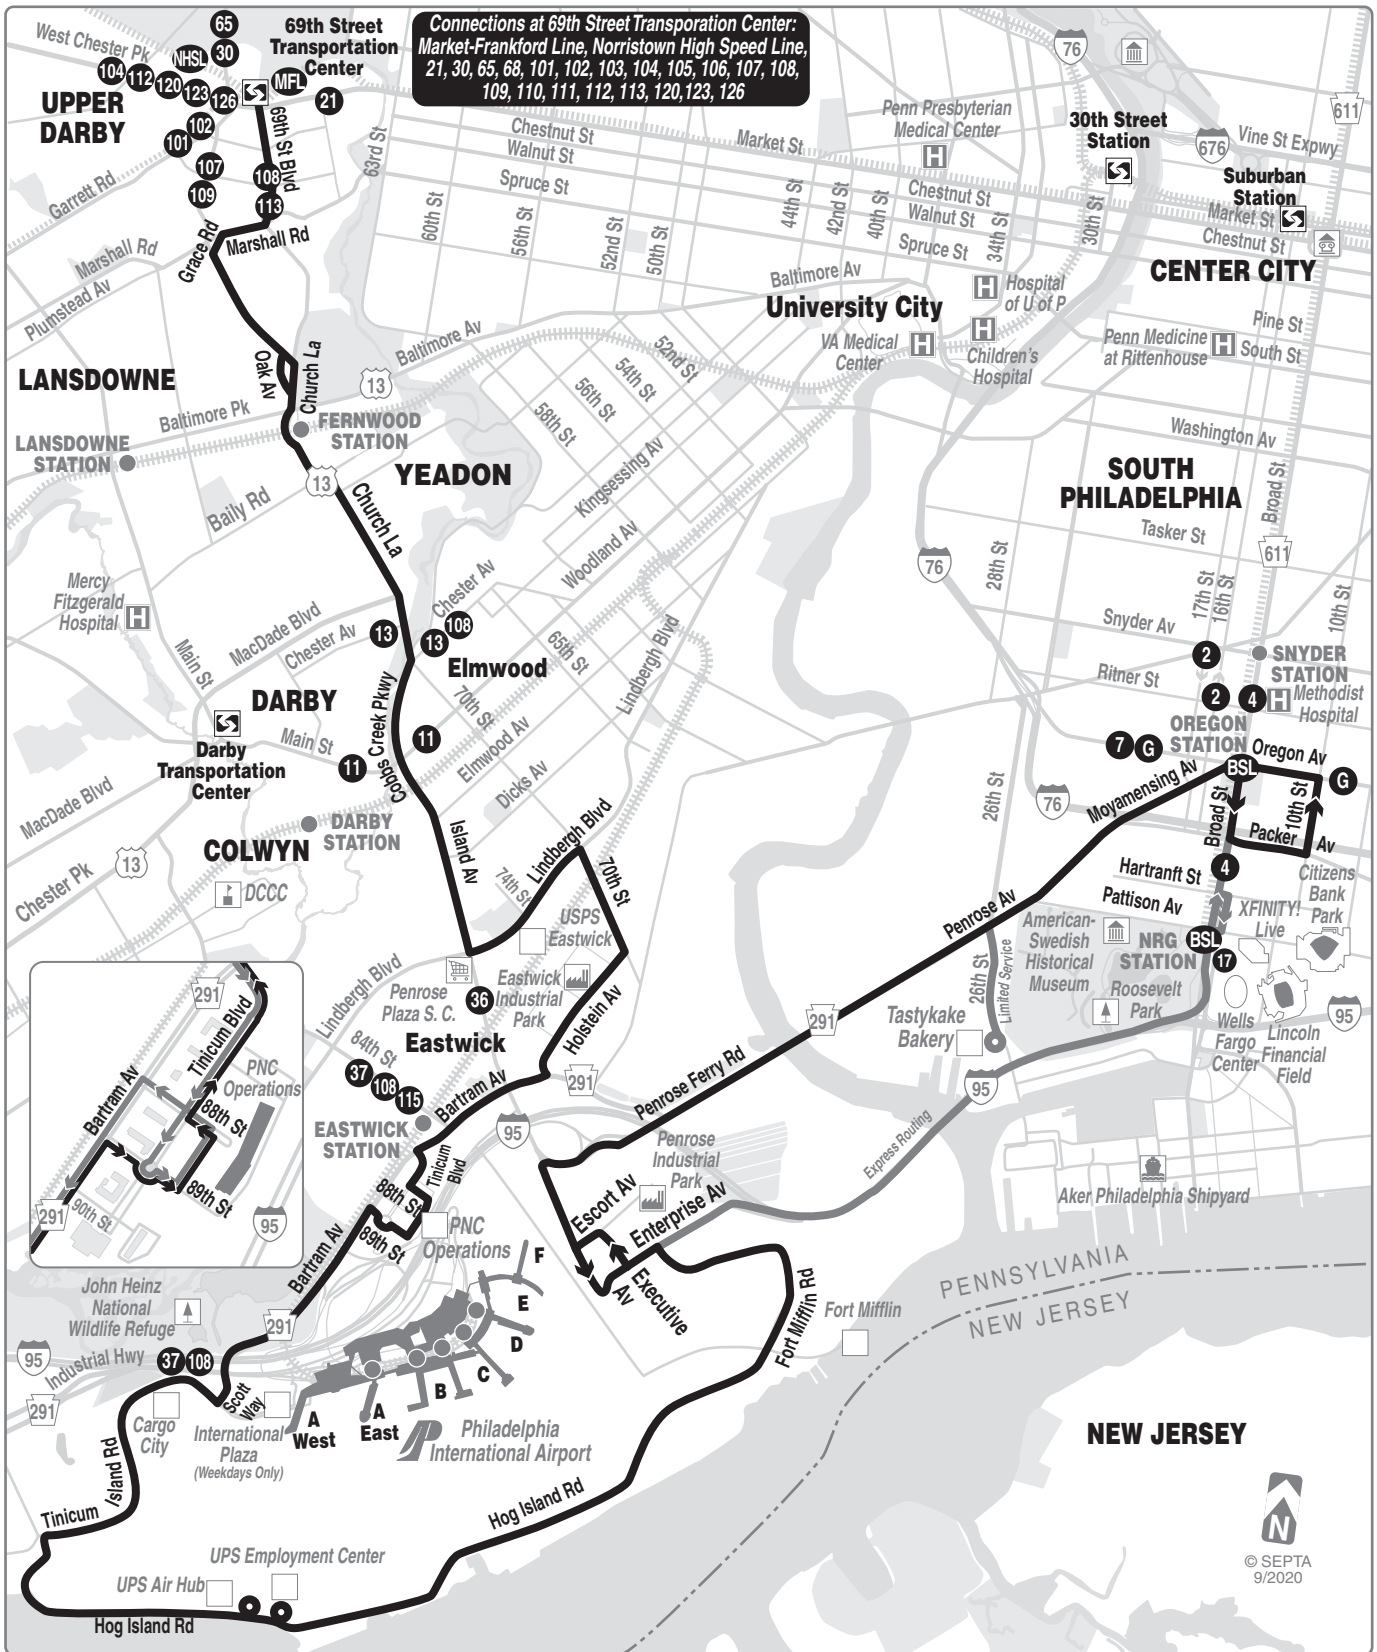 Connections at 69th Street Transporation Center:
Market-Frankford Line, Norristown High Speed Line,
21, 30, 65, 68, 101, 102, 103, 104, 105, 106, 107, 108,
109, 110, 111, 112, 113, 120,123, 126
69th Street
Transportation
Center
West Chester Pk
65
30
NHSL
104
112
120
123
126
MFL
21
UPPER
DARBY
102
101
107
109
108
113
69th St Blvd
63rd St
Garrett Rd
Marshall Rd
Grace Rd
Marshall Rd
Plumstead Av
Chestnut St
Walnut St
Spruce St
Market St
60th St
56th St
52nd St
50th St
44th St
42nd St
40th St
34th St
30th St
Penn Presbyterian
Medical Center
H
Chestnut St
Walnut St
Spruce St
76
30th Street
Station
676
611
Vine St Expwy
Suburban
Station
Market St
Chestnut St
CENTER CITY
Baltimore Av
University City
H
Hospital
of U of P
VA Medical
Center
H
H
Children's
Hospital
Penn Medicine
at Rittenhouse
H
Pine St
South St
Baltimore Av
13
LANSDOWNE
Oak Av
Church La
Baltimore Pk
FERNWOOD
STATION
LANSDOWNE
STATION
13
YEADON
Church La
Baily Rd
52nd St
54th St
56th St
58th St
Kingsessing Av
Woodland Av
Washington Av
SOUTH
PHILADELPHIA
Broad St
Tasker St
611
76
28th St
17th St
16th St
10th St
Mercy
Fitzgerald
Hospital
H
Main St
MacDade Blvd
Chester Av
13
13
108
Chester Av
Elmwood
65th St
Lindbergh Blvd
70th St
Elmwood Av
Dicks Av
Snyder Av
2
SNYDER
STATION
Ritner St
2
4
H
Methodist
Hospital
OREGON
STATION
7
G
BSL
Oregon Av
G
DARBY
Darby
Transportation
Center
Main St
11
11
Cobbs Creek Pkwy
MacDade Blvd
DARBY
STATION
COLWYN
13
DCCC
Chester Pk
Island Av
Lindbergh Blvd
74th St
70th St
USPS
Eastwick
76
26th St
Moyamensing Av
Broad St
10th St
Packer Av
4
Hartranft St
Pattison Av
Citizens
Bank
Park
XFINITY!
Live
NRG
STATION
BSL
17
American-
Swedish
Historical
Museum
Roosevelt
Park
Wells
Fargo
Center
Lincoln
Financial
Field
95
Penrose Av
26th St
Limited Service
Tastykake
Bakery
291
Penrose Ferry Rd
95
Express Routing
Lindbergh Blvd
Penrose
Plaza S. C.
36
Eastwick
Industrial
Park
Eastwick
Holstein Av
84th St
37
108
115
Bartram Av
291
95
EASTWICK
STATION
Tinicum
Blvd
88th St
89th St
PNC
Operations
Bartram Av
291
291
Tinicum Blvd
PNC
Operations
Bartram Av
88th St
89th St
90th St
291
95
Penrose
Industrial
Park
Escort Av
Enterprise Av
Executive
Av
Aker Philadelphia Shipyard
PENNSYLVANIA
NEW JERSEY
Fort Mifflin Rd
Fort Mifflin
F
E
D
C
B
A
East
A
West
Philadelphia
International Airport
John Heinz
National
Wildlife Refuge
95
Industrial Hwy
37
108
291
Scott
Way
Cargo
City
International
Plaza
(Weekdays Only)
Tinicum
Island Rd
Hog Island Rd
UPS Employment Center
UPS Air Hub
Hog Island Rd
NEW JERSEY
N
© SEPTA
9/2020